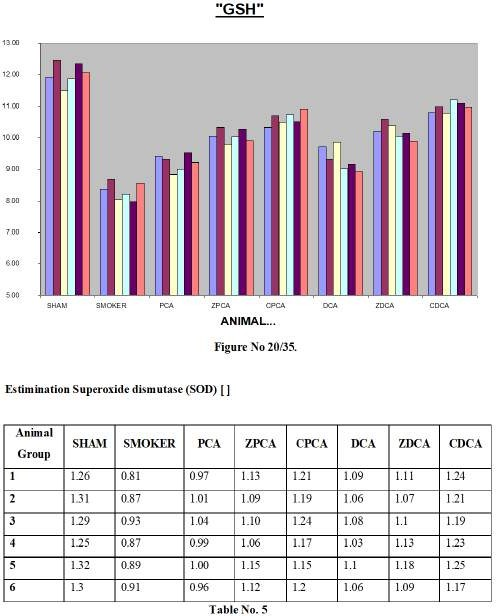 "GSH"
13.00
12.00
11.00
10.00
9.00
8.00
7.00
6.00
5.00
SHAM SMOKER PCA ZPCA CPCA DCA ZDCA CDCA
ANIMAL...
Figure No 20/35.
Estimination Superoxide dismutase (SOD) [ ]
Animal Group SHAM SMOKER PCA ZPCA CPCA DCA ZDCA CDCA
1 1.26 0.81 0.97 1.13 1.21 1.09 1.11 1.24
2 1.31 0.87 1.01 1.09 1.19 1.06 1.07 1.21
3 1.29 0.93 1.04 1.10 1.24 1.08 1.1 1.19
4 1.25 0.87 0.99 1.06 1.17 1.03 1.13 1.23
5 1.32 0.89 1.00 1.15 1.15 1.1 1.18 1.25
6 1.3 0.91 0.96 1.12 1.2 1.06 1.09 1.17
Table No. 5